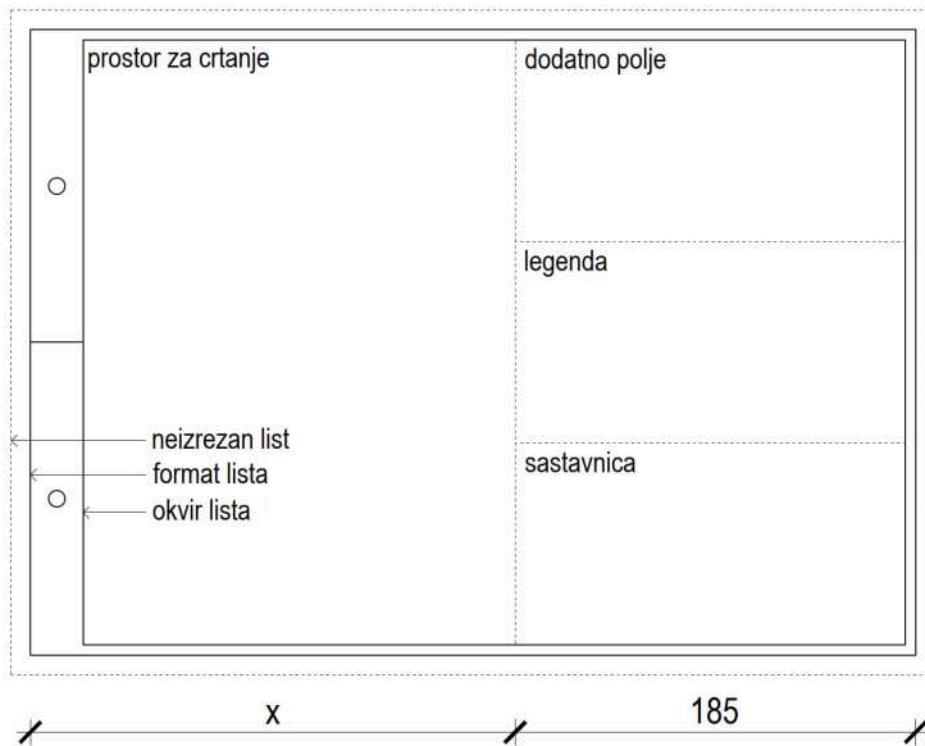 prostor za crtanje
dodatno polje
legenda
neizrezan list
format lista
okvir lista
sastavnica
x
185